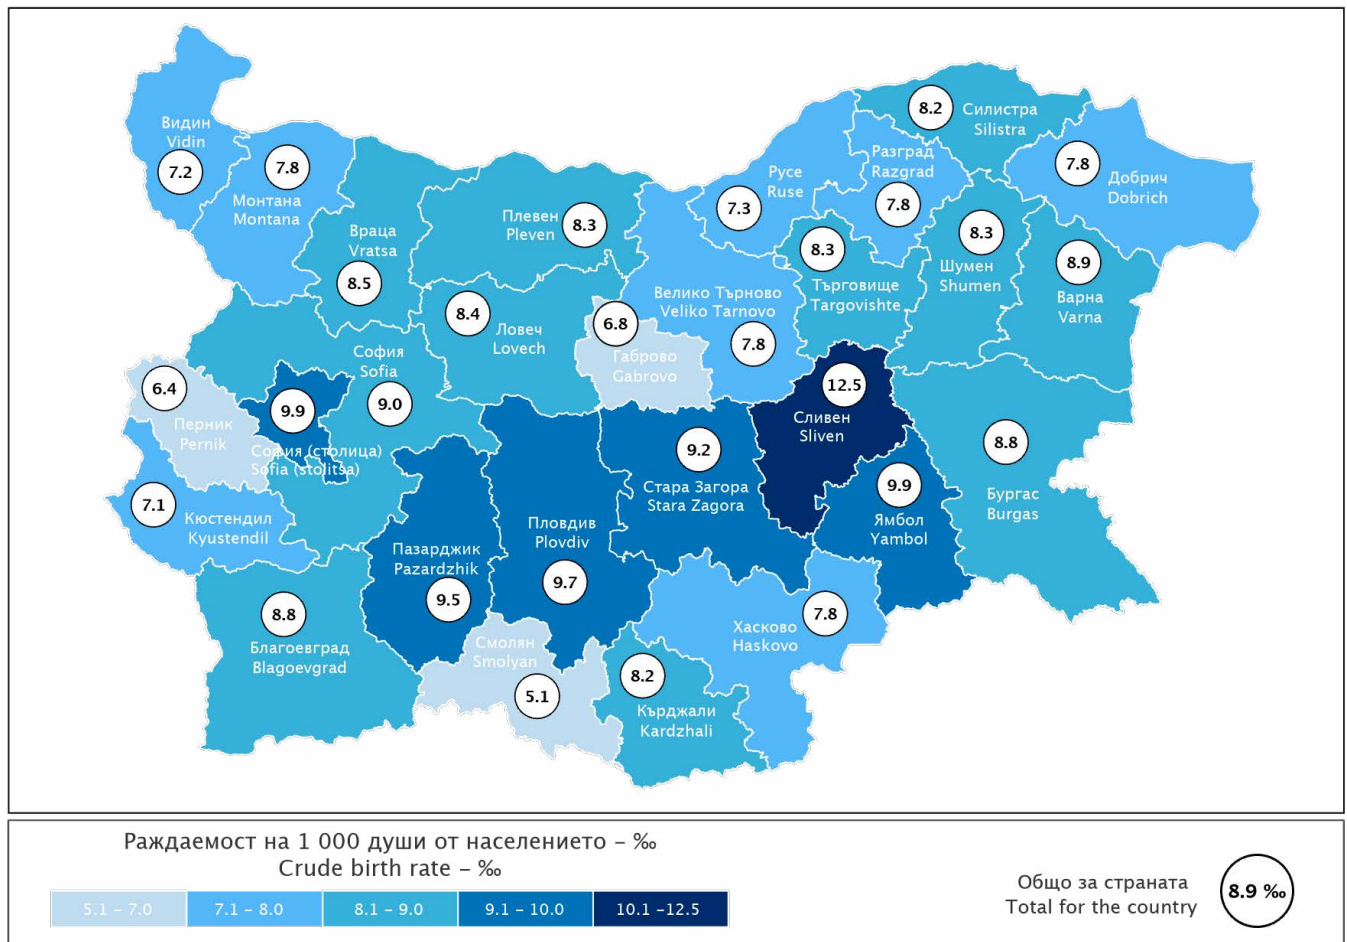 8.2
Силистра
Silistra
Видин
Vidin
7.2
7.8
Монтана
Montana
Разград
Razgrad
7.8
7.8
Добрич
Dobrich
Русе
Ruse
7.3
Враца
Vratsa
8.5
Плевен
Pleven
8.3
8.3
Търговище
Targovishte
8.3
Шумен
Shumen
8.9
Варна
Varna
8.4
Ловеч
Lovech
6.8
Габрово
Gabrovo
Велико Търново
Veliko Tarnovo
7.8
София
Sofia
9.0
6.4
Перник
Pernik
9.9
София (столица)
Sofia (stolitsa)
12.5
Сливен
Sliven
9.2
Стара Загора
Stara Zagora
8.8
Бургас
Burgas
9.9
Ямбол
Yambol
7.1
Кюстендил
Kyustendil
Пазарджик
Pazardzhik
9.5
Пловдив
Plovdiv
9.7
8.8
Благоевград
Blagoevgrad
Смолян
Smolyan
5.1
7.8
Хасково
Haskovo
8.2
Кърджали
Kardzhali
Раждаемост на 1 000 души от населението – ‰
Crude birth rate – ‰
5.1 – 7.0
7.1 – 8.0
8.1 – 9.0
9.1 – 10.0
10.1 –12.5
Общо за страната
Total for the country
8.9 ‰